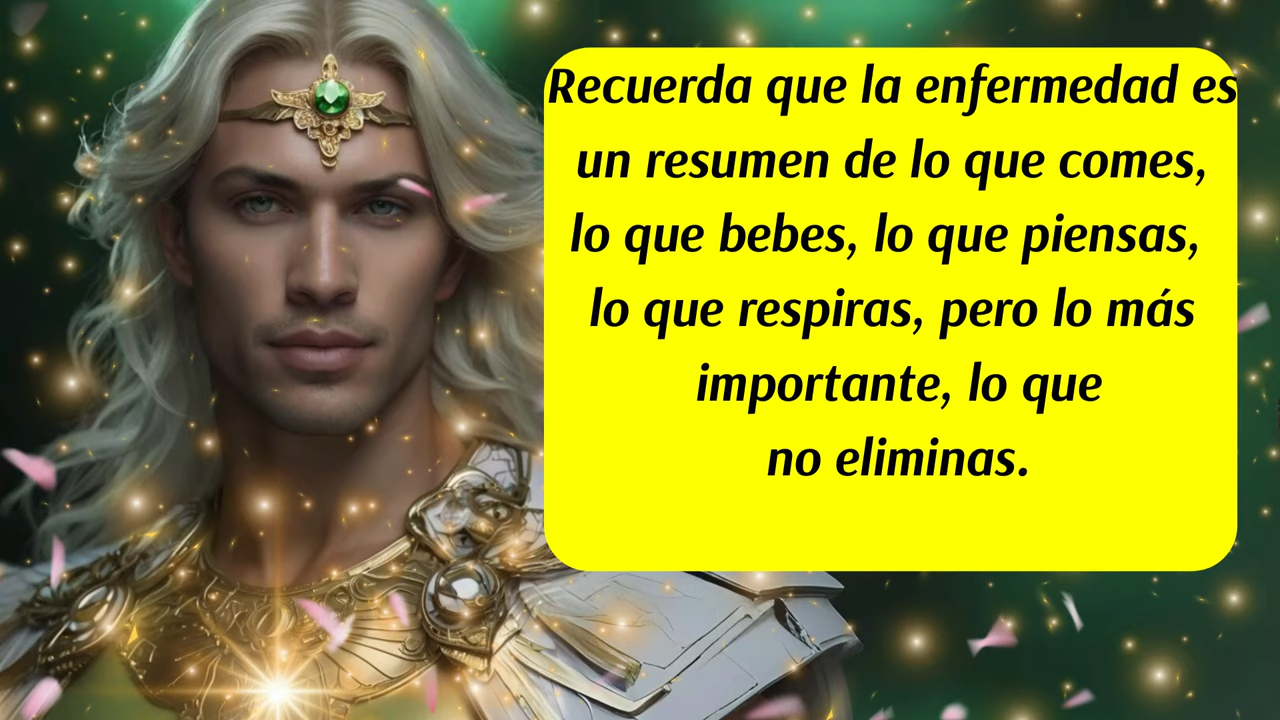 Recuerda que la enfermedad es
un resumen de lo que comes,
lo que bebes, lo que piensas,
lo que respiras, pero lo más
importante, lo que
no eliminas.